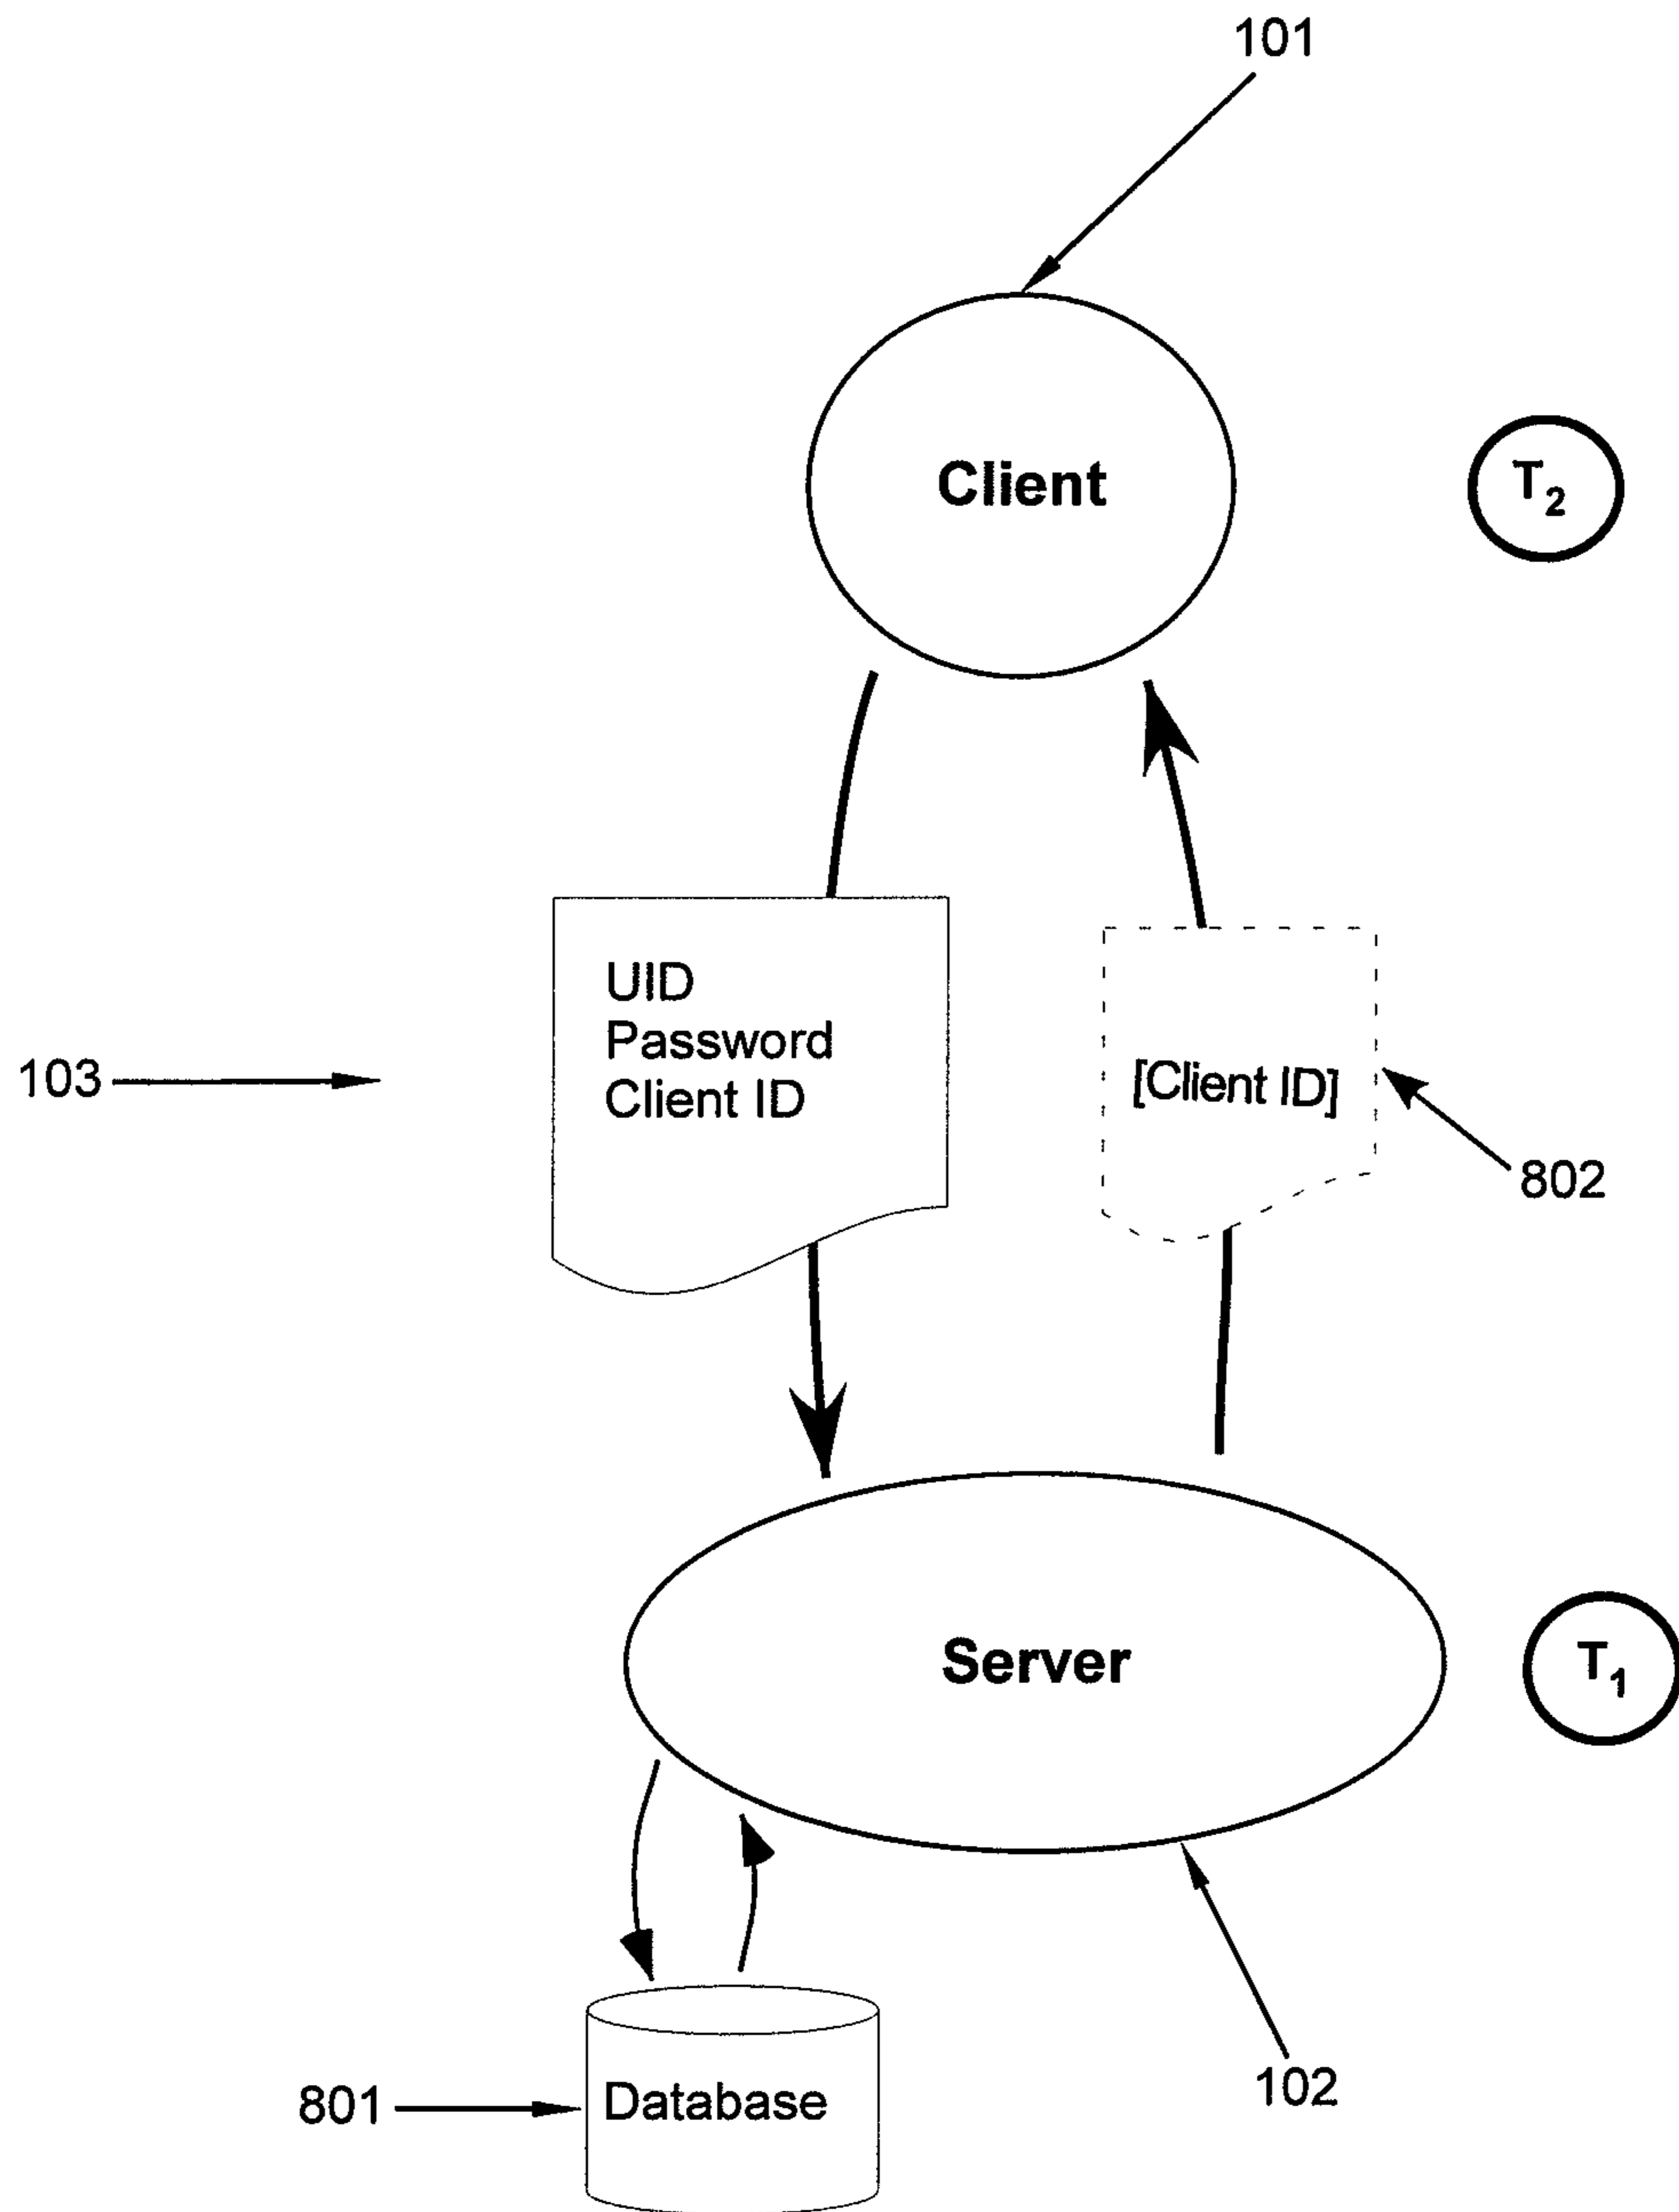 101
Client
T2
UID
Password
Client ID
103
[Client ID]
802
Server
T1
102
801
Database